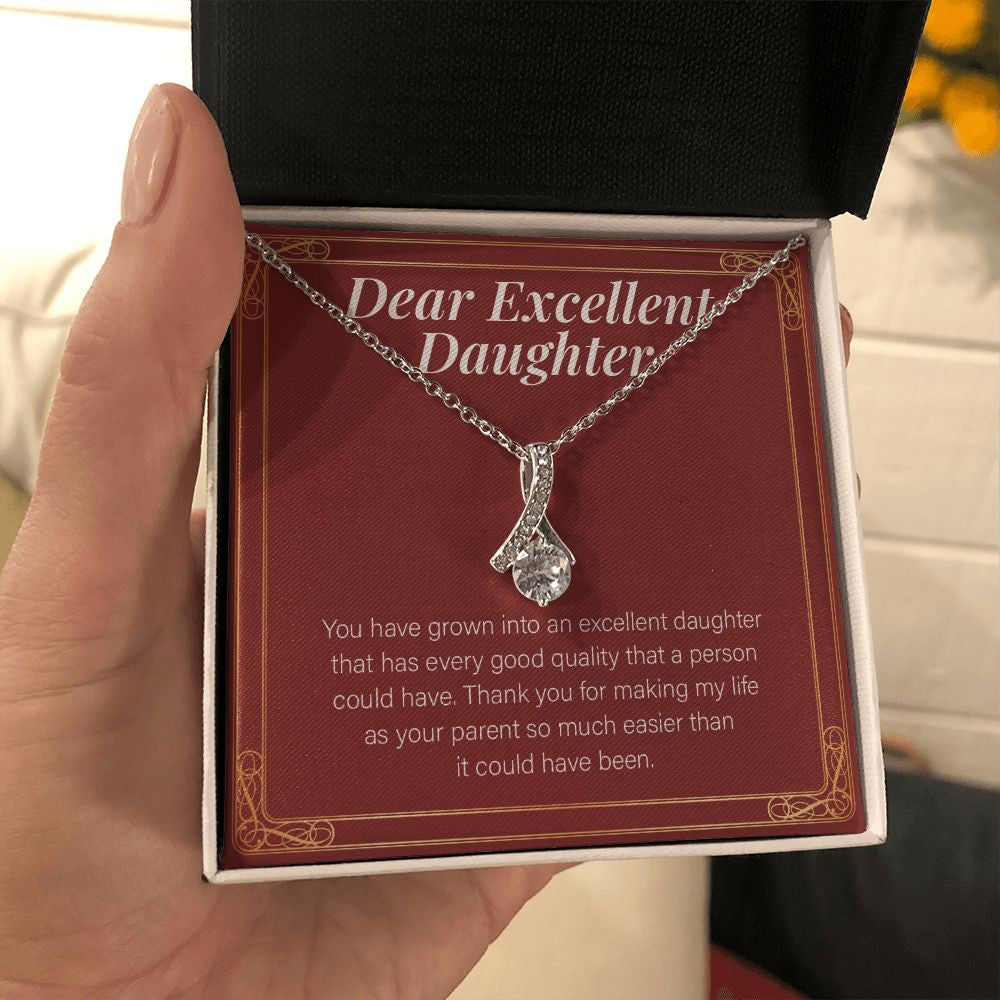 Dear Excellent
Daughter
You have grown into an excellent daughter
that has every good quality that a person
could have. Thank you for making my life
as your parent so much easier than
it could have been.